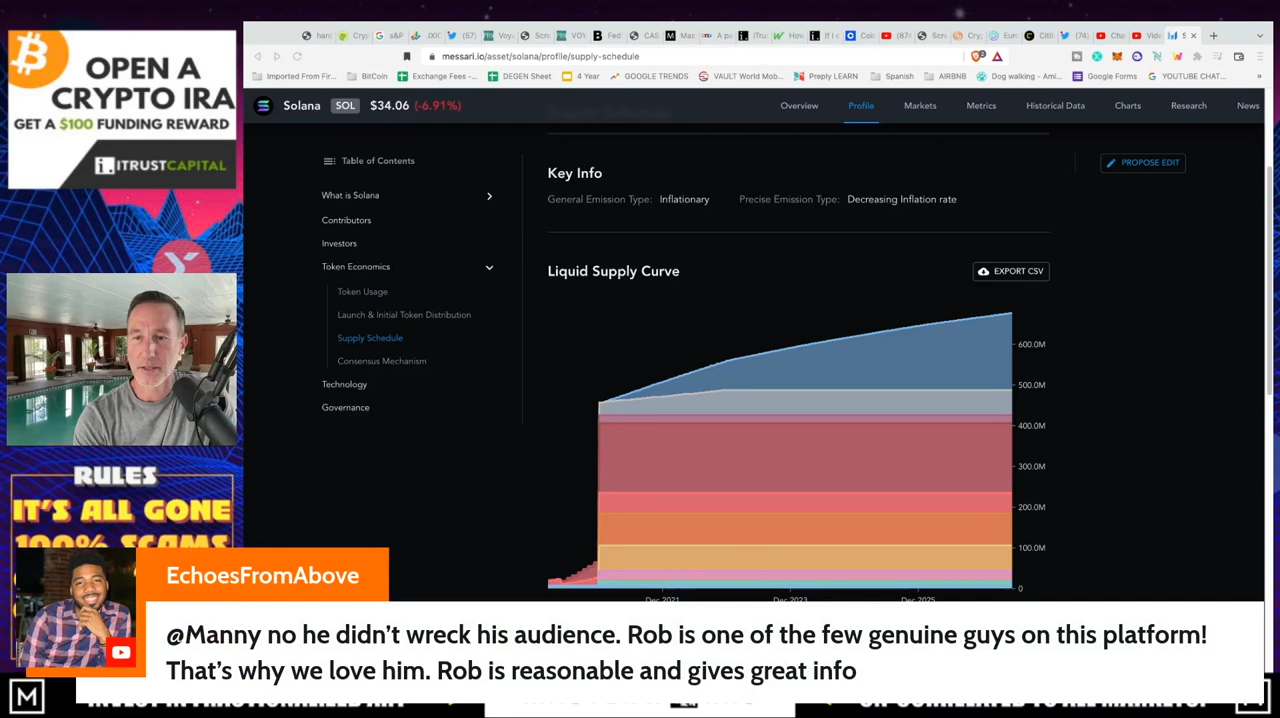 OPEN A
CRYPTO IRA
GET A $100 FUNDING REWARD
ITRUSTCAPITAL
messari.io/asset/solana/profile/supply-schedule
Imported From Fir...
BitCoin
Exchange Fees -...
DEGEN Sheet
4 Year
GOOGLE TRENDS
VAULT World Mob...
Preply LEARN
Spanish
AIRBNB
Dog walking - Ami...
Google Forms
YOUTUBE CHAT...
Solana
SOL
$34.06
(-6.91%)
Overview
Profile
Markets
Metrics
Historical Data
Charts
Research
News
Table of Contents
What is Solana
Contributors
Investors
Token Economics
Token Usage
Launch & Initial Token Distribution
Supply Schedule
Consensus Mechanism
Technology
Governance
PROPOSE EDIT
Key Info
General Emission Type: Inflationary
Precise Emission Type: Decreasing Inflation rate
Liquid Supply Curve
EXPORT CSV
600.0M
500.0M
400.0M
300.0M
200.0M
100.0M
0
Dec 2021
Dec 2023
Dec 2025
RULES
IT'S ALL GONE
100% SCAMS
EchoesFromAbove
@Manny no he didn't wreck his audience. Rob is one of the few genuine guys on this platform!
That's why we love him. Rob is reasonable and gives great info
M